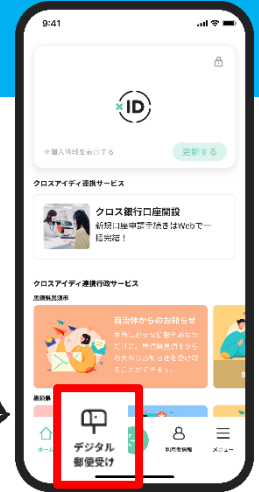 9:41
×ID
※個人情報を表示する
更新する
クロスアイディ連携サービス
クロス銀行口座開設
新規口座申請手続きはWebで一
括完結！
クロスアイディ連携行政サービス
自治体からのお知らせ
ホーム
デジタル
郵便受け
利用者情報
メニュー